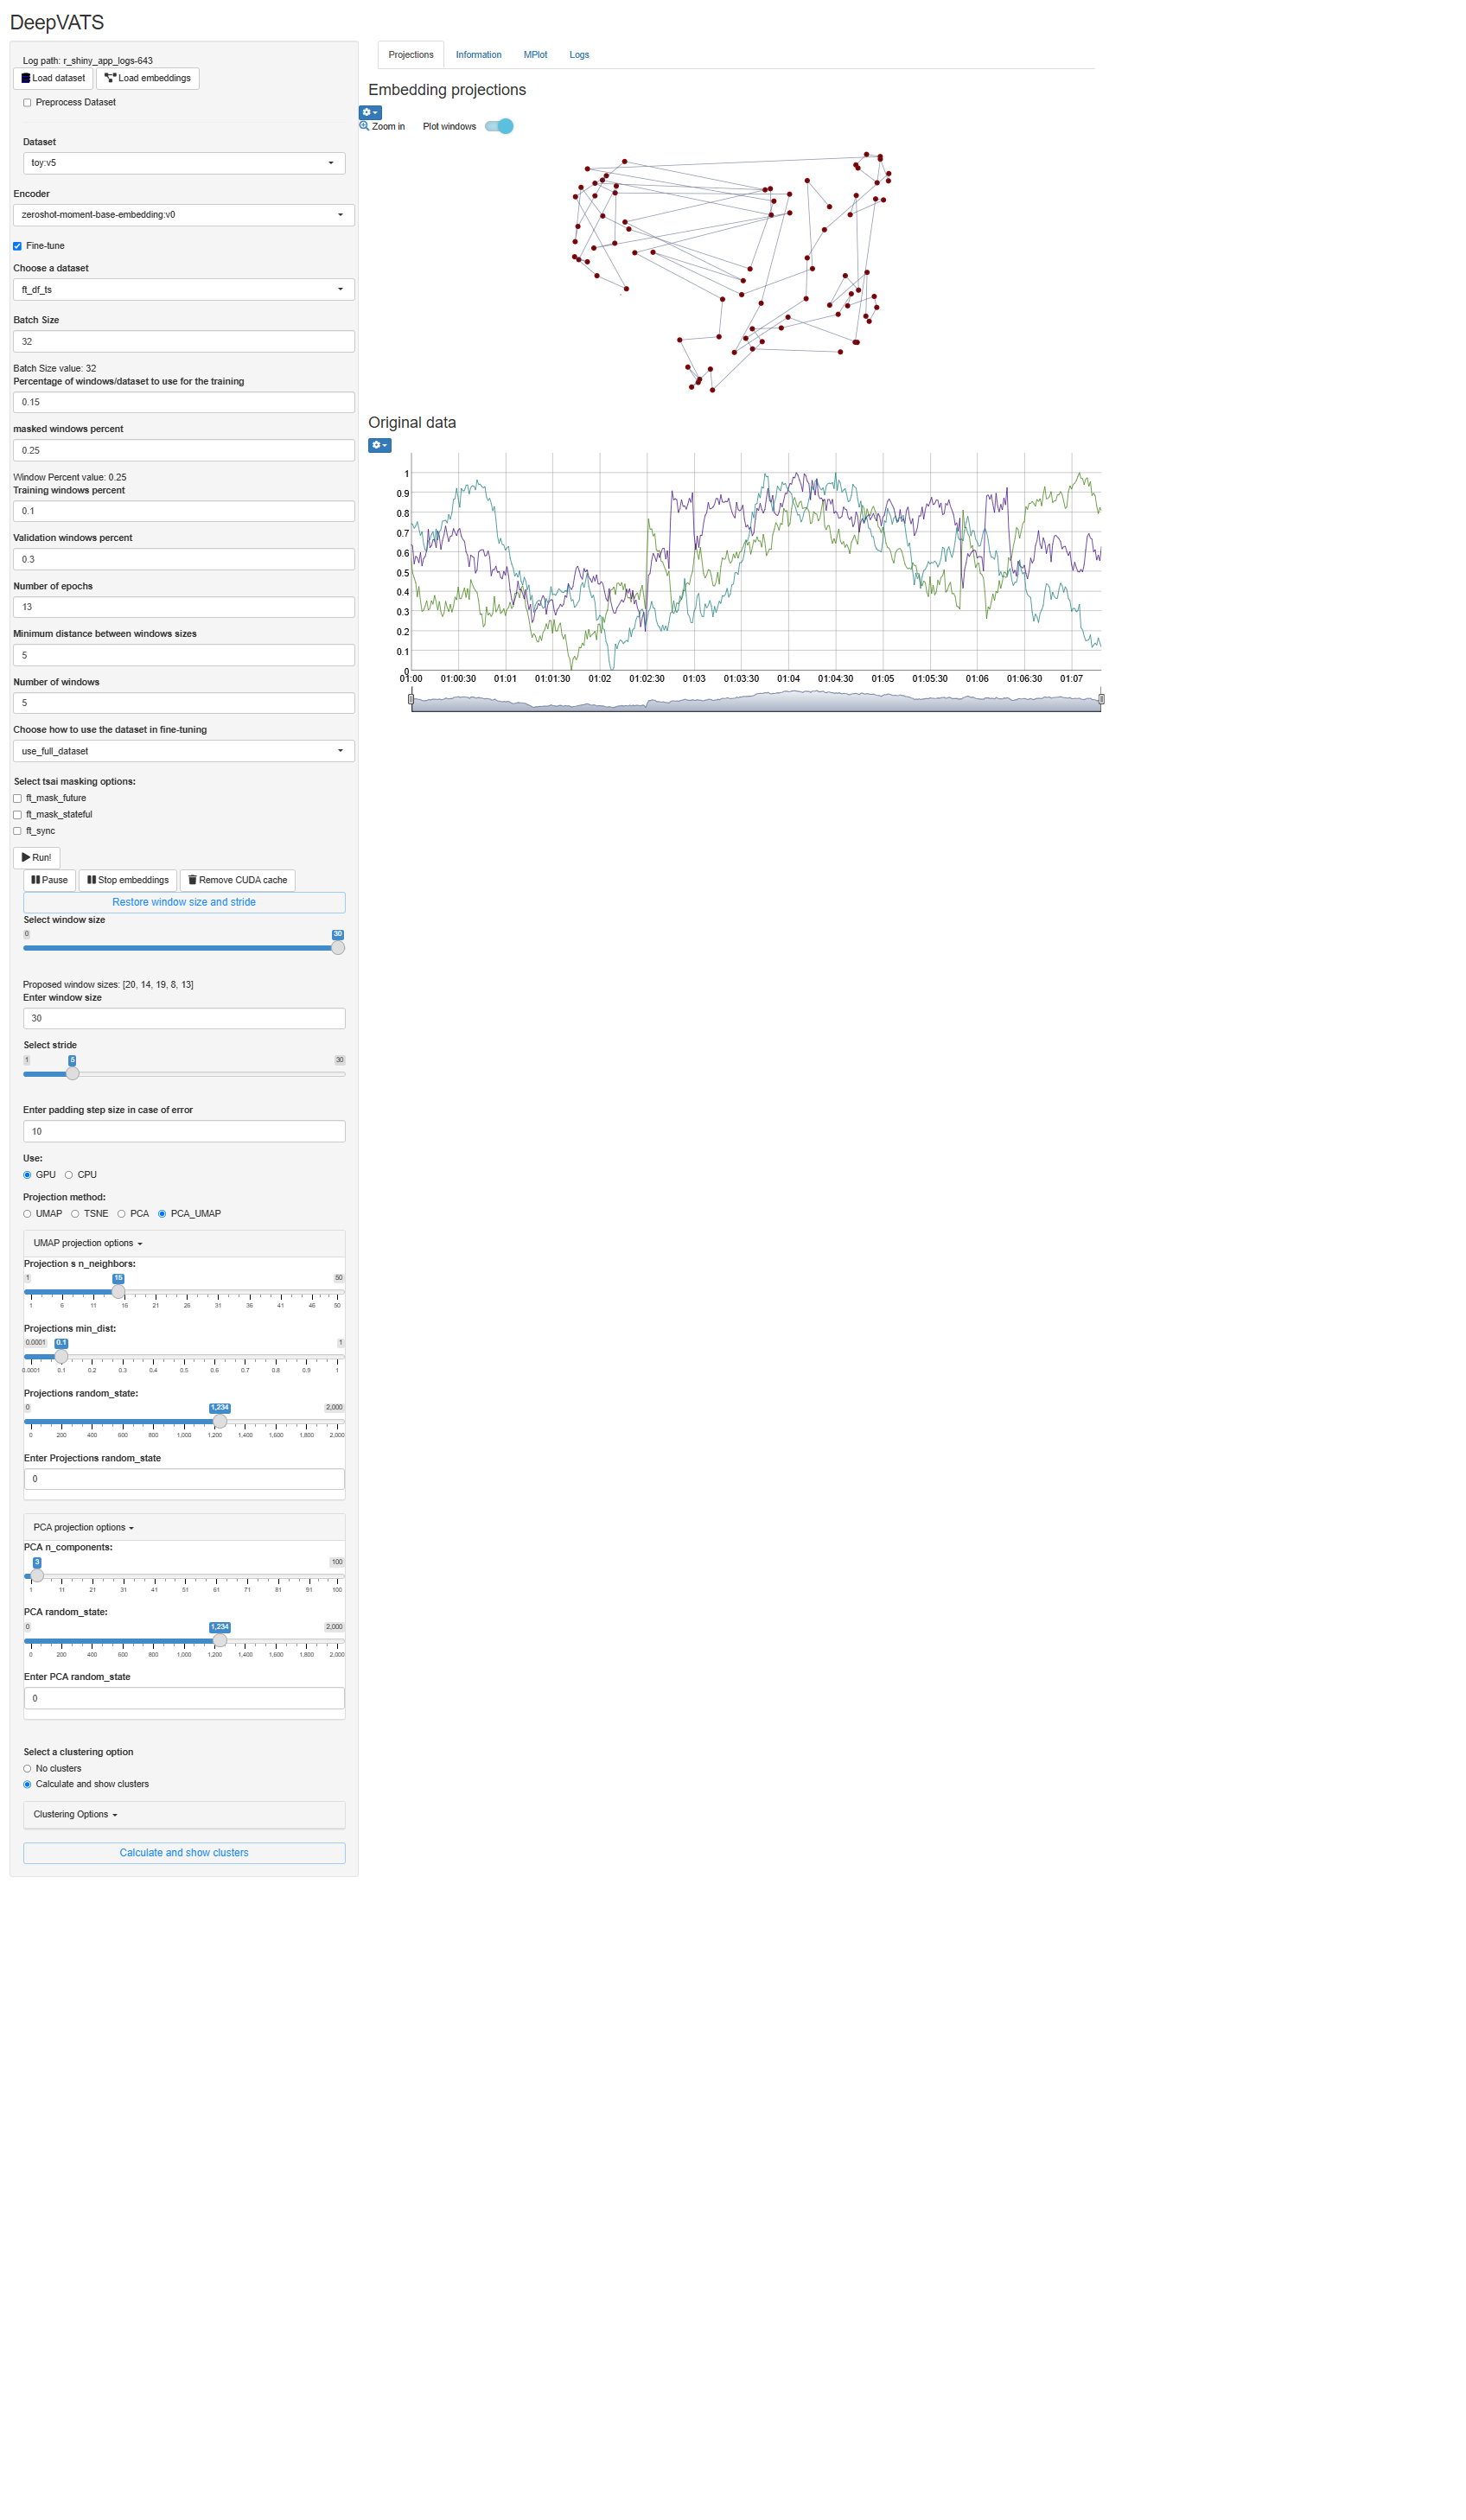 DeepVATS
Log path: r_shiny_app_logs-643
Load dataset Load embeddings
Preprocess Dataset
Dataset
toy:v5
Encoder
zeroshot-moment-base-embedding:v0
Fine-tune
Choose a dataset
ft_df_ts
Batch Size
32
Batch Size value: 32
Percentage of windows/dataset to use for the training
0.15
masked windows percent
0.25
Window Percent value: 0.25
Training windows percent
0.1
Validation windows percent
0.3
Number of epochs
13
Minimum distance between windows sizes
5
Number of windows
5
Choose how to use the dataset in fine-tuning
use_full_dataset
Select tsai masking options:
ft_mask_future
ft_mask_stateful
ft_sync
Run!
Pause Stop embeddings Remove CUDA cache
Restore window size and stride
Select window size
0 30
Proposed window sizes: [20, 14, 19, 8, 13]
Enter window size
30
Select stride
1 5 30
Enter padding step size in case of error
10
Use:
GPU CPU
Projection method:
UMAP TSNE PCA PCA_UMAP
UMAP projection options
Projection s n_neighbors:
1 15 50
1 6 11 16 21 26 31 36 41 46 50
Projections min_dist:
0.0001 0.1 1
0.0001 0.1 0.2 0.3 0.4 0.5 0.6 0.7 0.8 0.9 1
Projections random_state:
0 1,234 2,000
0 200 400 600 800 1,000 1,200 1,400 1,600 1,800 2,000
Enter Projections random_state
0
PCA projection options
PCA n_components:
3 100
1 11 21 31 41 51 61 71 81 91 100
PCA random_state:
0 1,234 2,000
0 200 400 600 800 1,000 1,200 1,400 1,600 1,800 2,000
Enter PCA random_state
0
Select a clustering option
No clusters
Calculate and show clusters
Clustering Options
Calculate and show clusters
Projections Information MPlot Logs
Embedding projections
Zoom in Plot windows
Original data
1
0.9
0.8
0.7
0.6
0.5
0.4
0.3
0.2
0.1
0
01:00 01:00:30 01:01 01:01:30 01:02 01:02:30 01:03 01:03:30 01:04 01:04:30 01:05 01:05:30 01:06 01:06:30 01:07